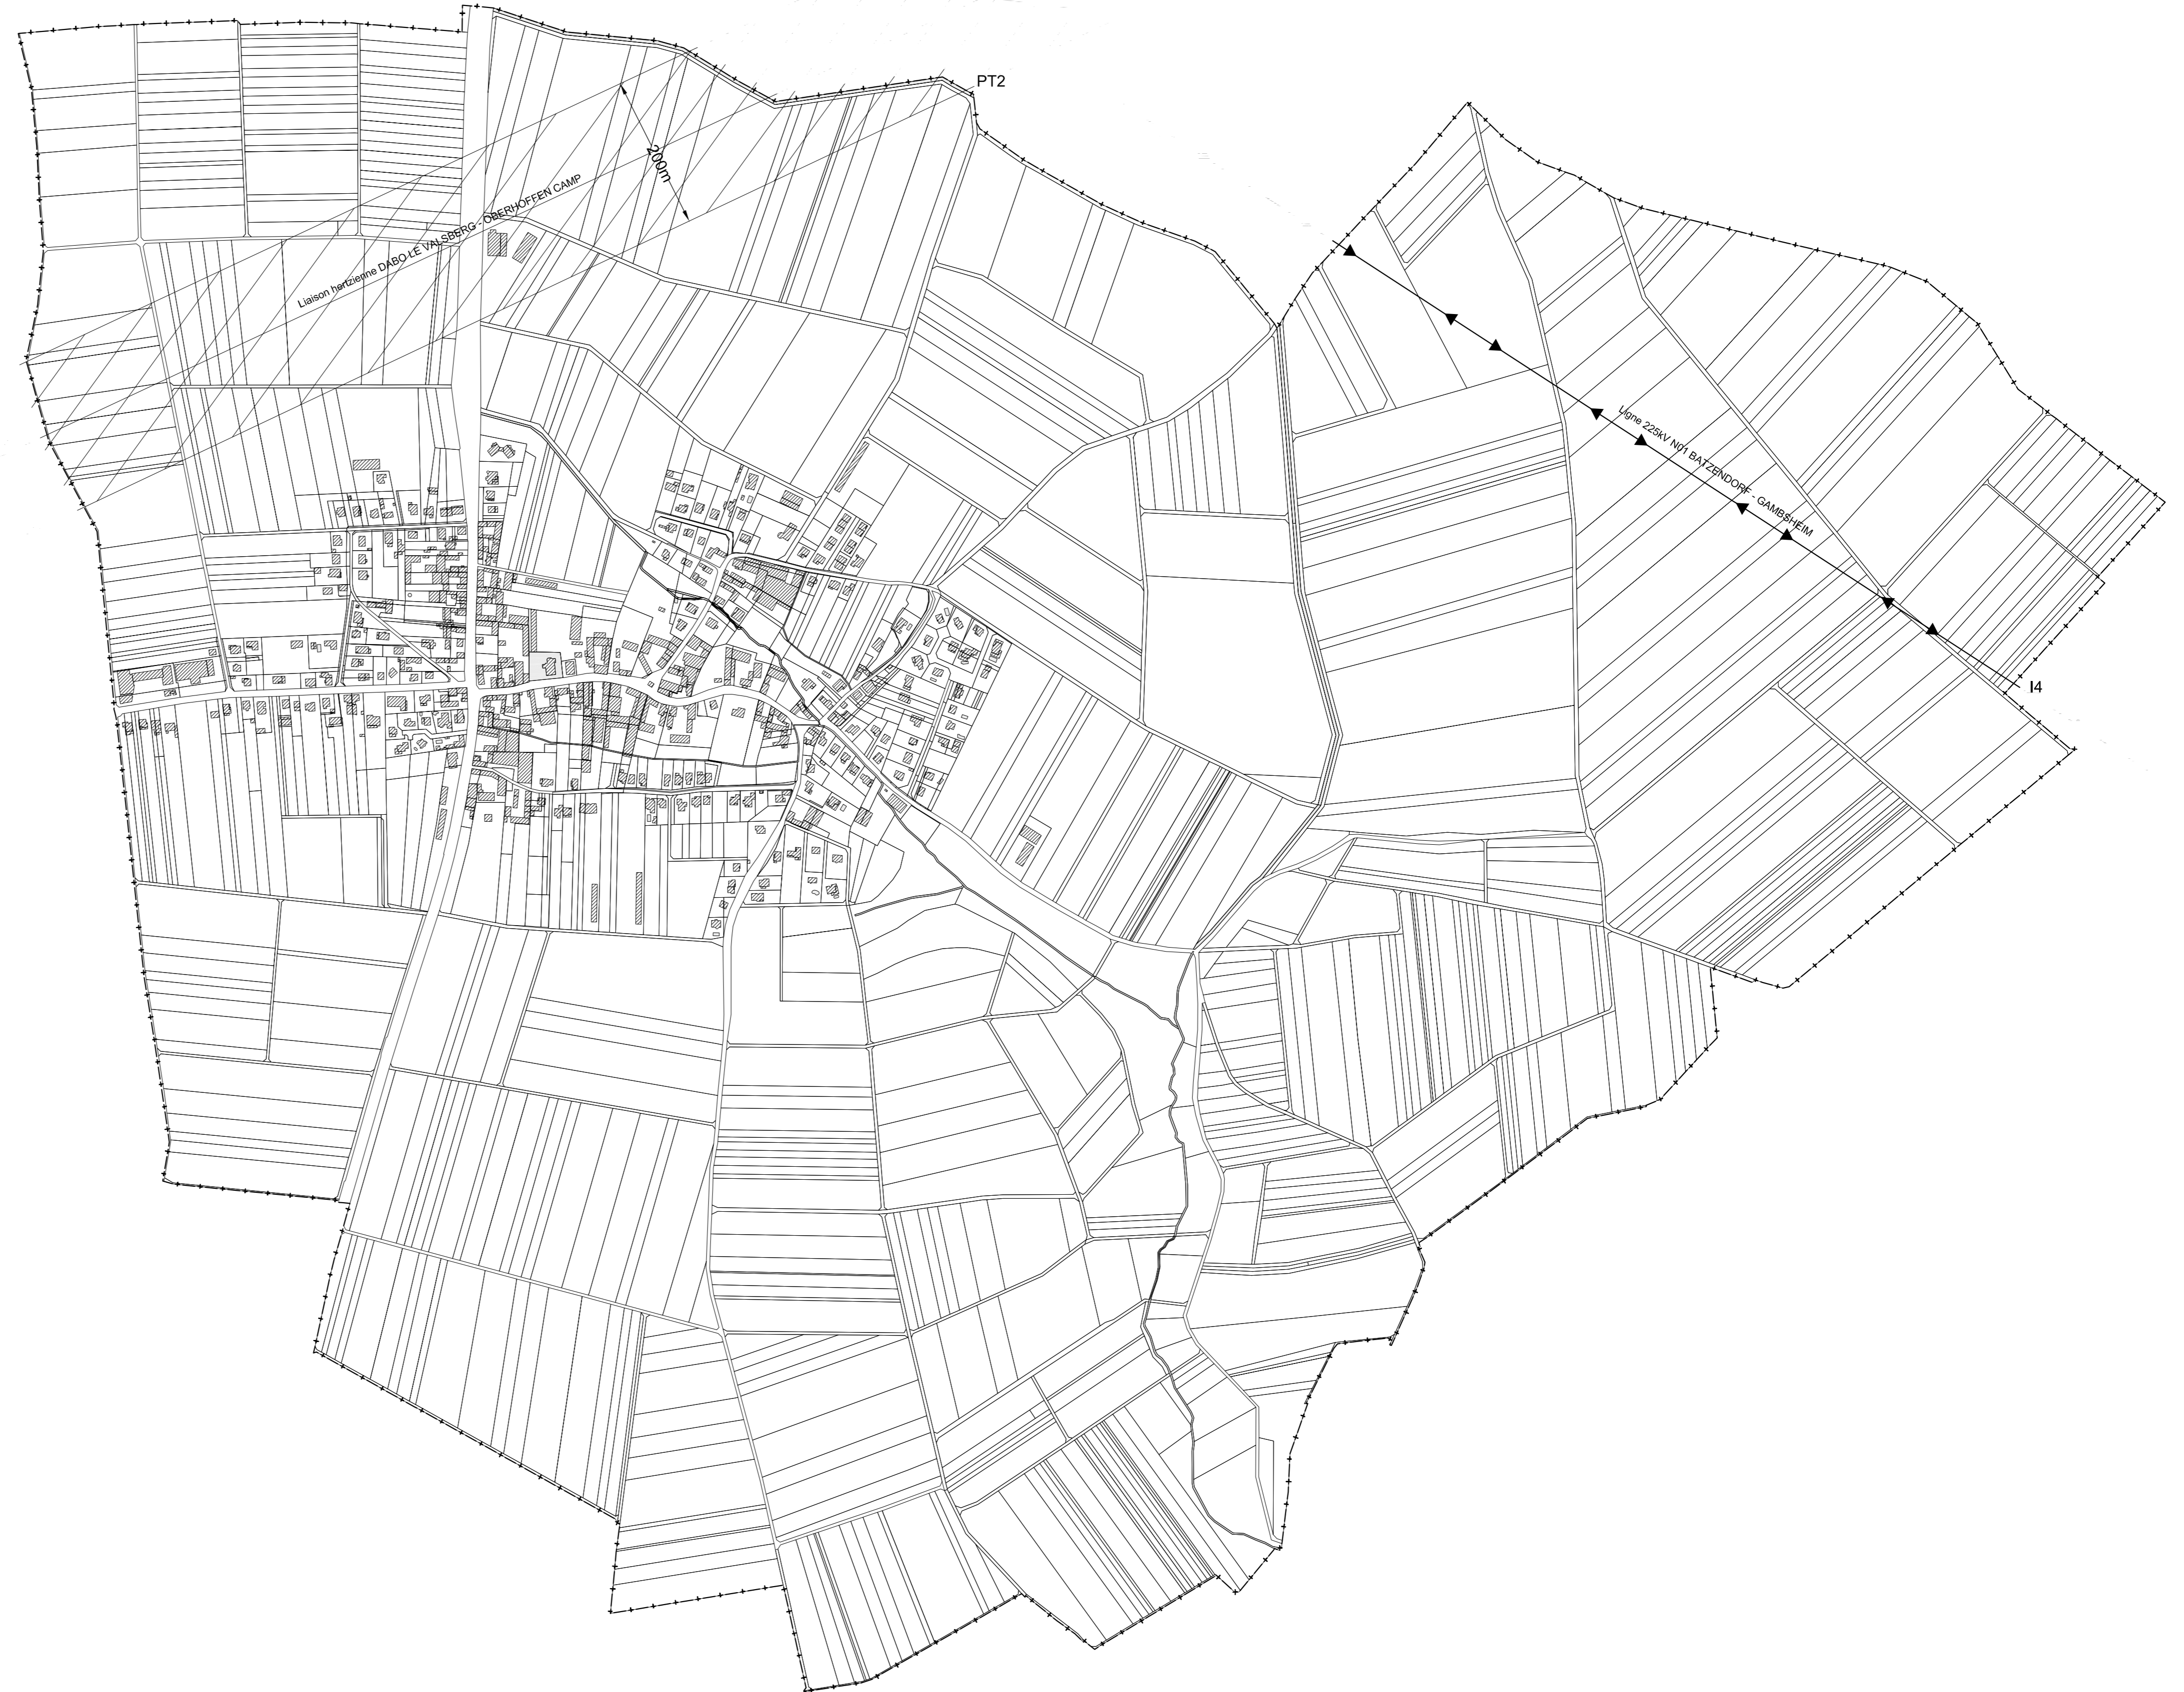 PT2
200m
Liaison hertzienne DABO LE VALSBERG - OBERHOFFEN CAMP
Ligne 225kV N01 BATZENDORF - GAMBSHEIM
I4